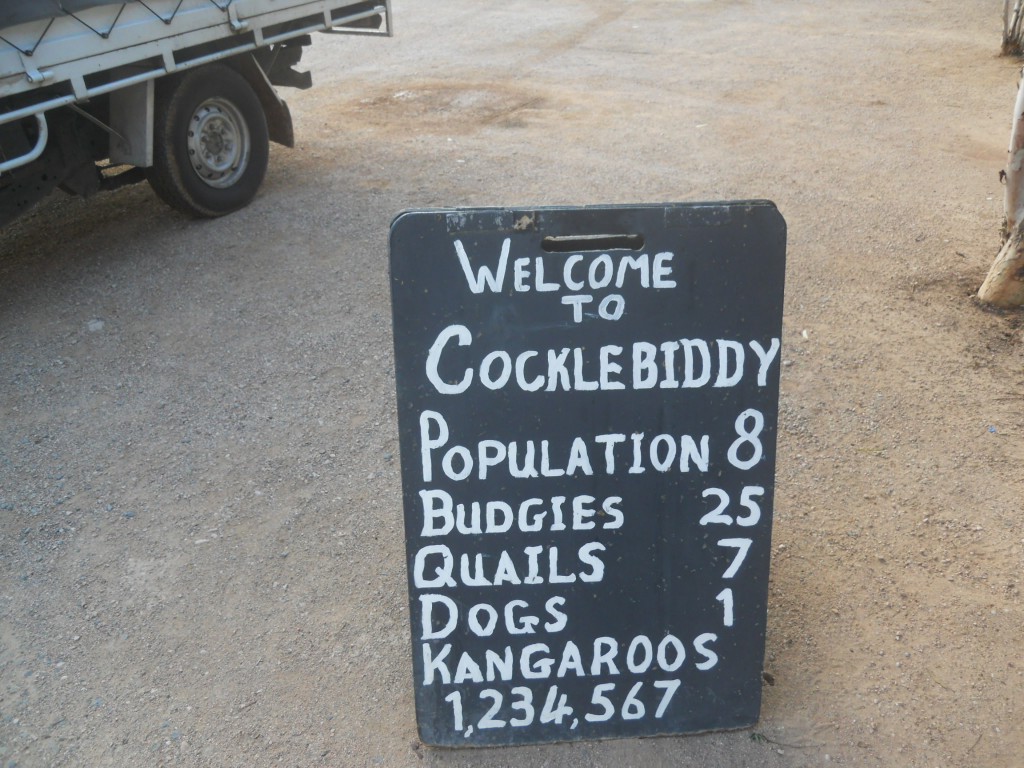 WELCOME
TO
COCKLEBIDDY
POPULATION 8
BUDGIES 25
QUAILS 7
DOGS 1
KANGAROOS
1,234,567